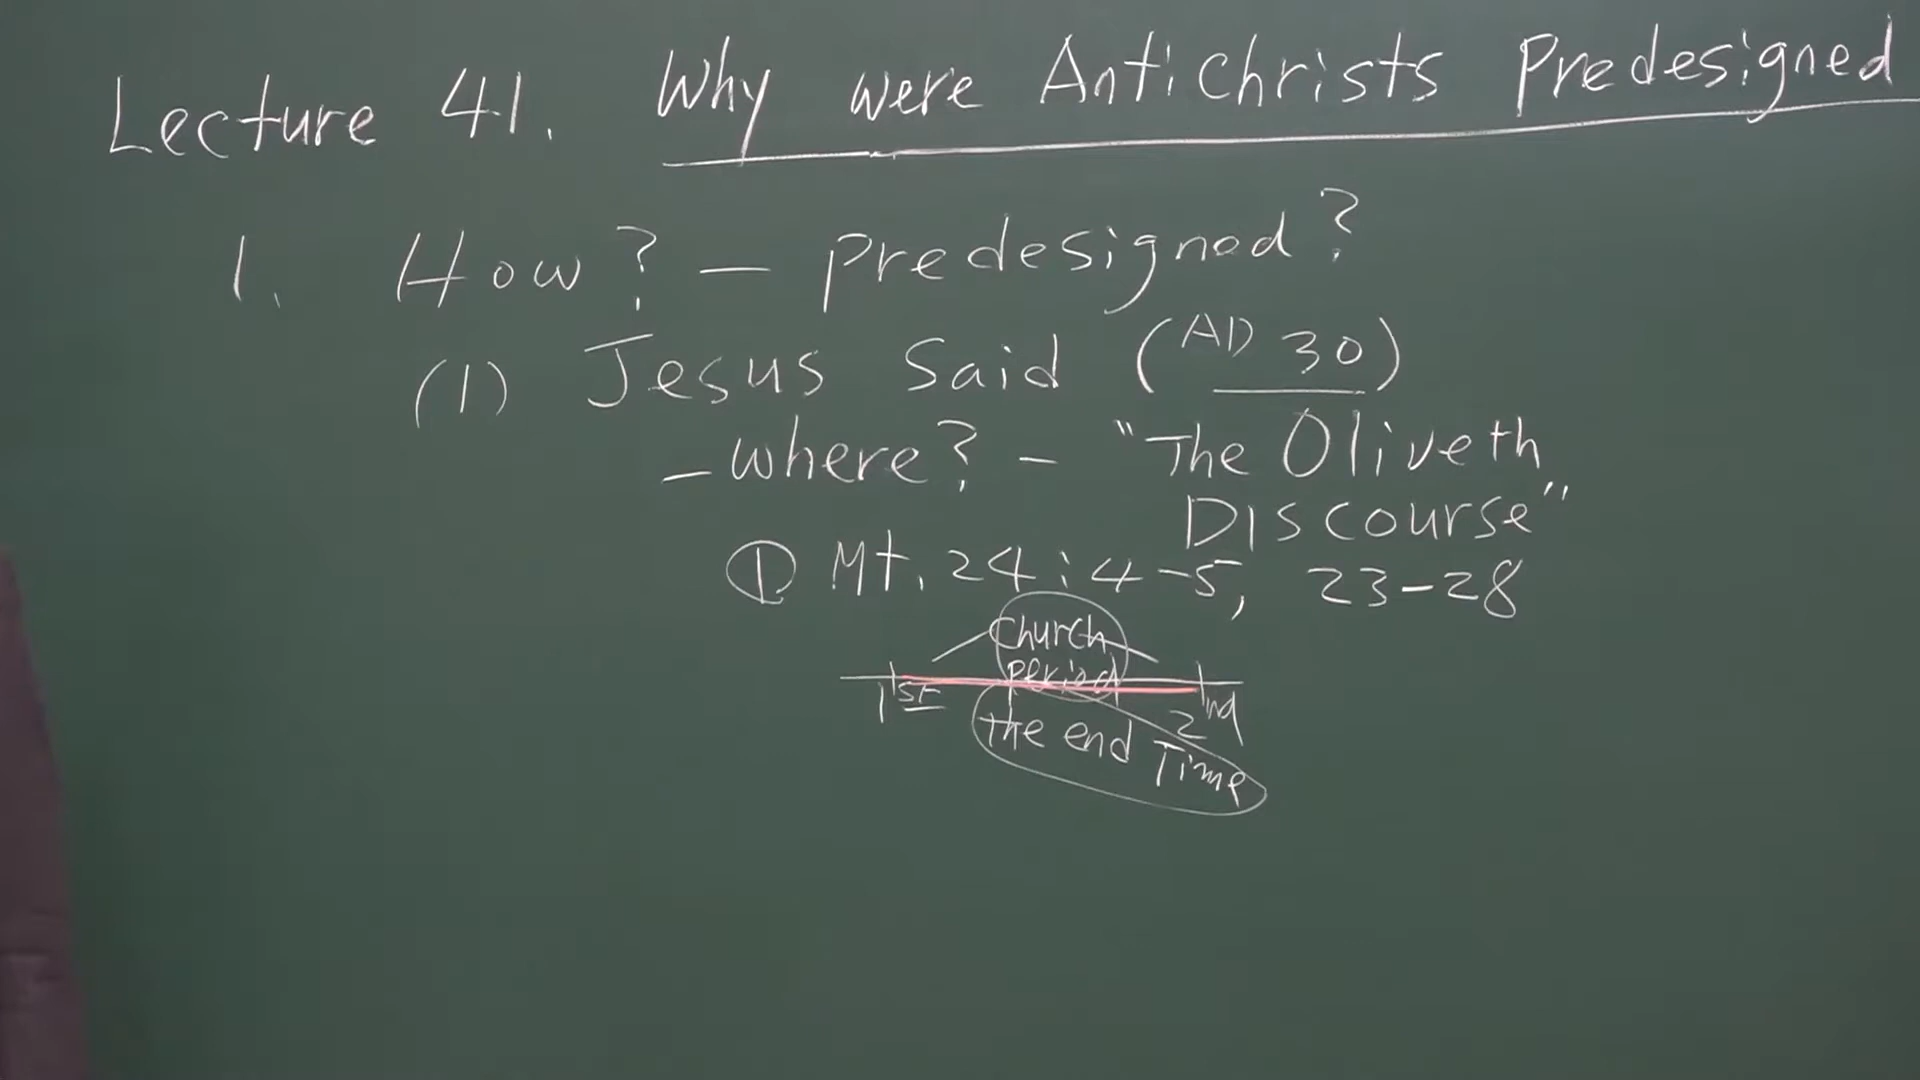 Lecture 41. Why were Antichrists Predesigned
1. How? – predesigned?
(1) Jesus Said (AD 30)
– where? – "The Oliveth
Discourse"
① Mt. 24:4–5, 23–28
Church
Period
1st 2nd
the end Time